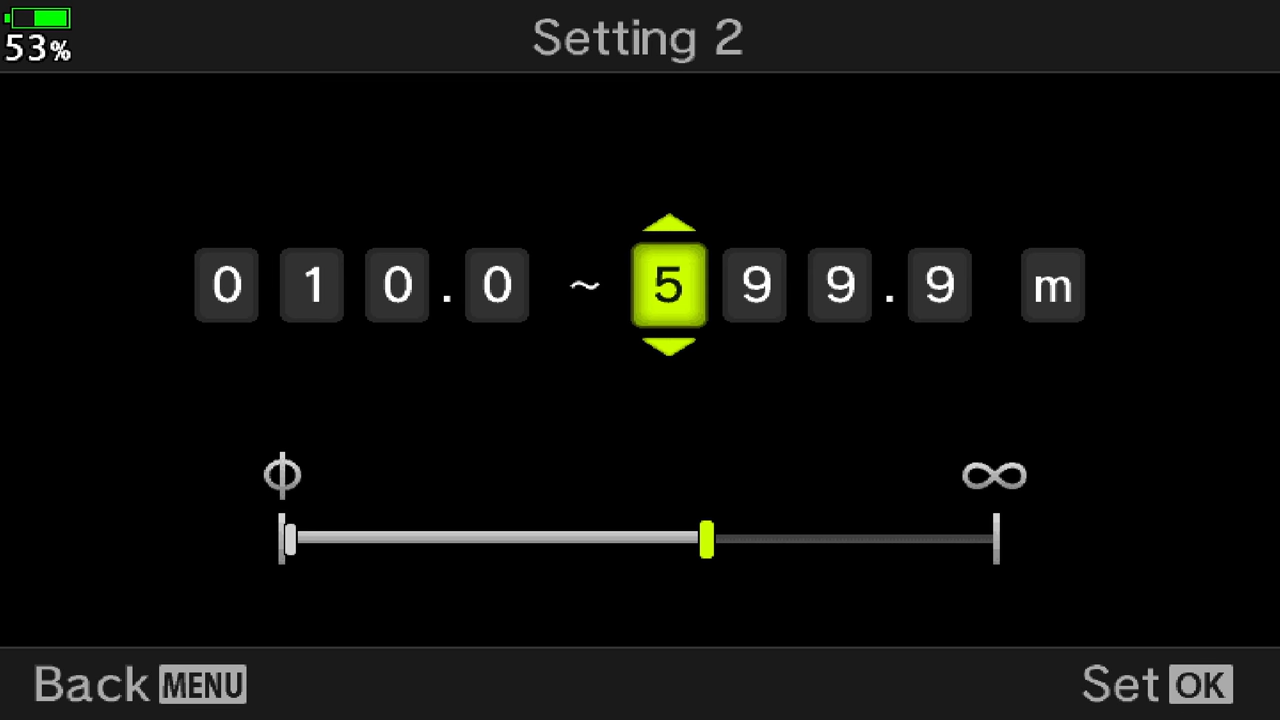 53%
Setting 2
010.0 ~ 599.9 m
Φ ∞
Back MENU
Set OK